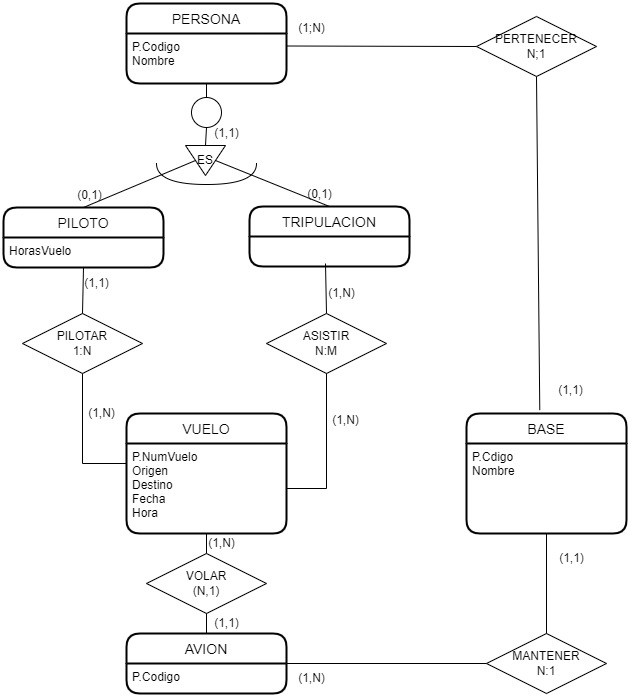 PERSONA
P.Codigo
Nombre
(1;N)
PERTENECER
N;1
(1,1)
ES
(0,1)
(0,1)
PILOTO
HorasVuelo
TRIPULACION
(1,1)
(1,N)
PILOTAR
1:N
ASISTIR
N:M
(1,N)
(1,N)
(1,1)
VUELO
P.NumVuelo
Origen
Destino
Fecha
Hora
BASE
P.Cdigo
Nombre
(1,N)
(1,1)
VOLAR
(N,1)
(1,1)
AVION
P.Codigo
(1,N)
MANTENER
N:1